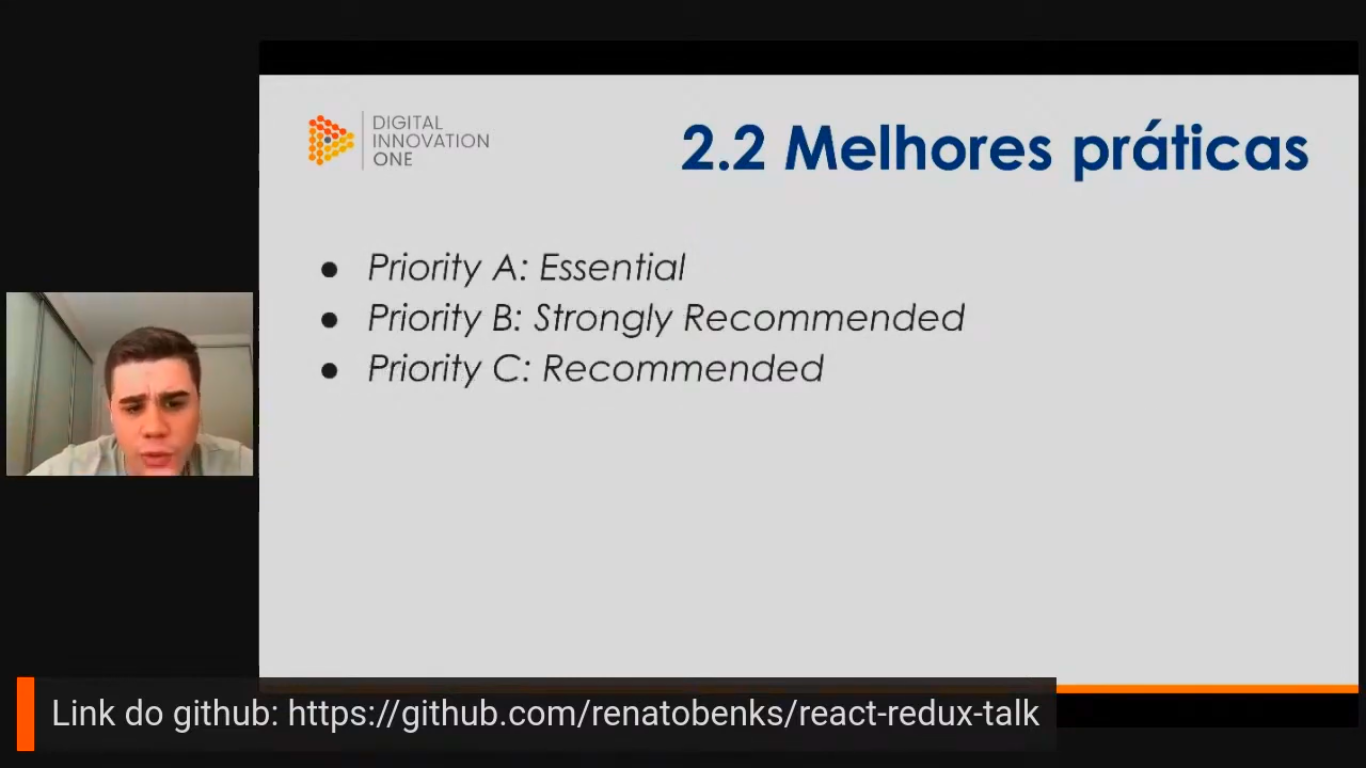 DIGITAL
INNOVATION
ONE
2.2 Melhores práticas
● Priority A: Essential
● Priority B: Strongly Recommended
● Priority C: Recommended
Link do github: https://github.com/renatobenks/react-redux-talk